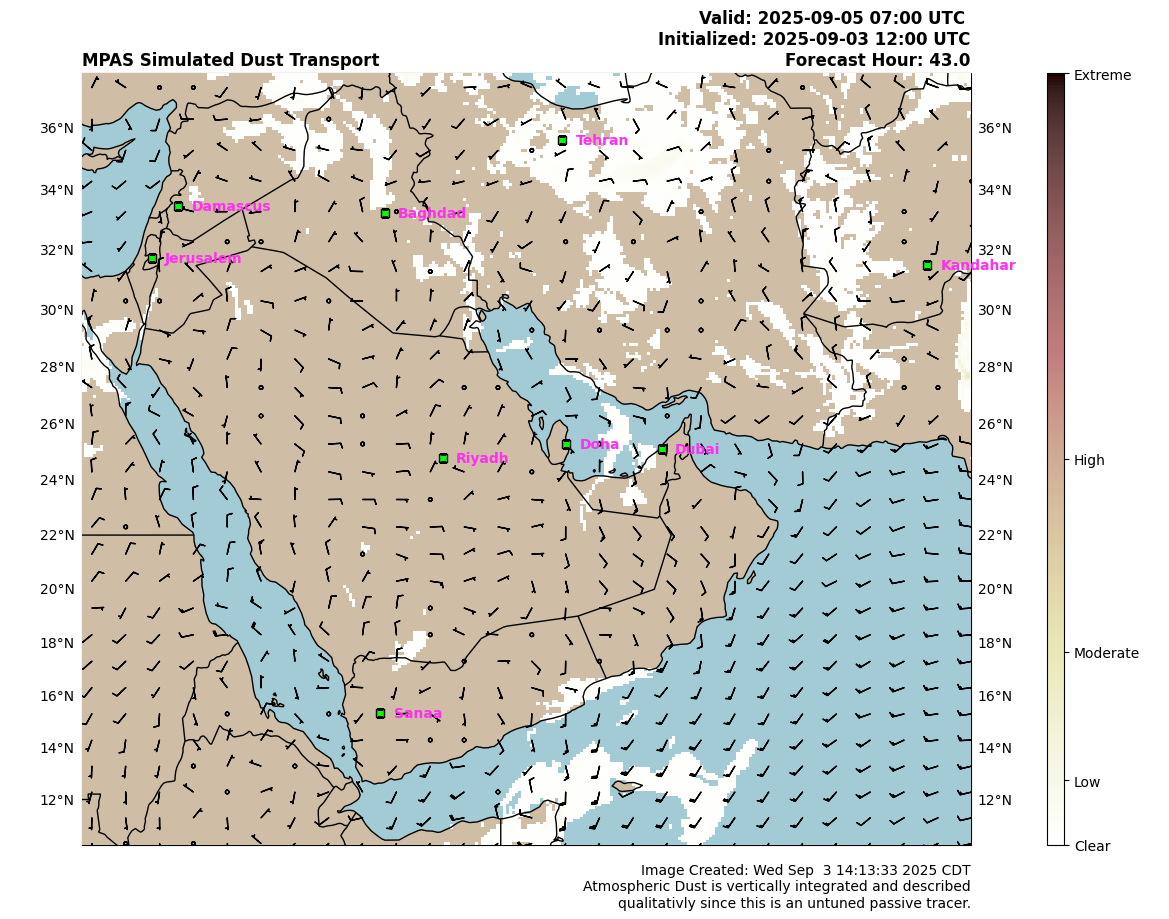 Valid: 2025-09-05 07:00 UTC
Initialized: 2025-09-03 12:00 UTC
MPAS Simulated Dust Transport
Forecast Hour: 43.0
Extreme
36°N
Tehran
36°N
34°N
Damascus
Baghdad
34°N
32°N
Jerusalem
32°N
Kandahar
30°N
30°N
28°N
28°N
26°N
26°N
Doha
Dubai
Riyadh
High
24°N
24°N
22°N
22°N
20°N
20°N
18°N
18°N
Moderate
16°N
16°N
Sanaa
14°N
14°N
Low
12°N
12°N
Clear
Image Created: Wed Sep  3 14:13:33 2025 CDT
Atmospheric Dust is vertically integrated and described
qualitativly since this is an untuned passive tracer.